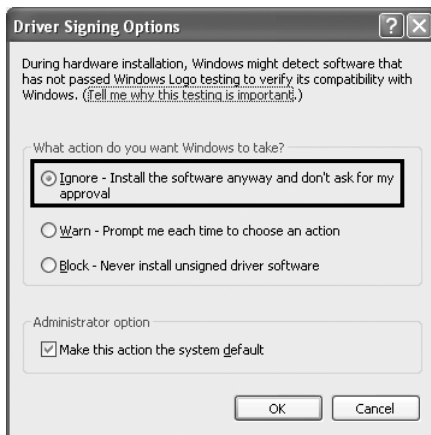 Driver Signing Options
During hardware installation, Windows might detect software that
has not passed Windows Logo testing to verify its compatibility with
Windows. (Tell me why this testing is important.)
What action do you want Windows to take?
Ignore - Install the software anyway and don't ask for my
approval
Warn - Prompt me each time to choose an action
Block - Never install unsigned driver software
Administrator option
Make this action the system default
OK Cancel